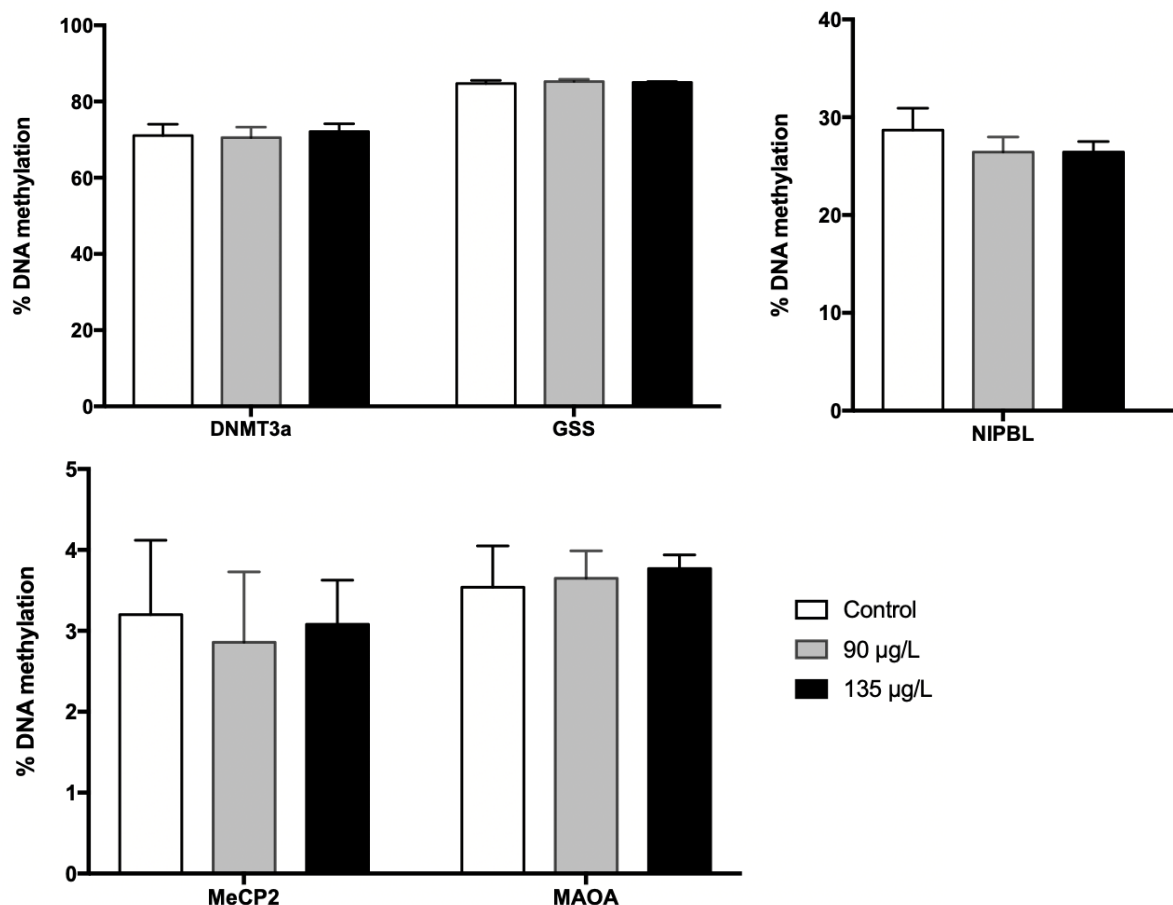 % DNA methylation
100
80
60
40
20
0
DNMT3a
GSS
% DNA methylation
40
30
20
10
0
NIPBL
% DNA methylation
5
4
3
2
1
0
MeCP2
MAOA
Control
90 µg/L
135 µg/L